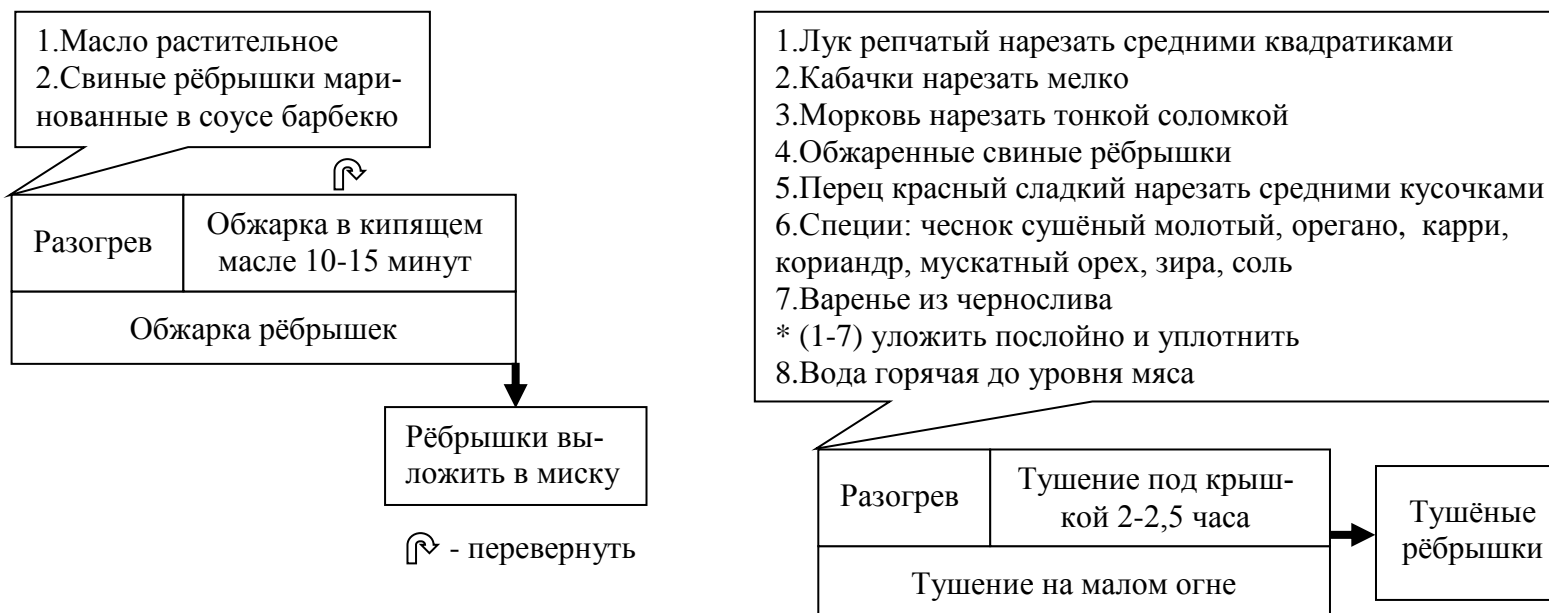 1.Масло растительное
2.Свиные рёбрышки мари-
нованные в соусе барбекю
Разогрев
Обжарка в кипящем
масле 10-15 минут
Обжарка рёбрышек
Рёбрышки вы-
ложить в миску
- перевернуть
1.Лук репчатый нарезать средними квадратиками
2.Кабачки нарезать мелко
3.Морковь нарезать тонкой соломкой
4.Обжаренные свиные рёбрышки
5.Перец красный сладкий нарезать средними кусочками
6.Специи: чеснок сушёный молотый, орегано, карри,
кориандр, мускатный орех, зира, соль
7.Варенье из чернослива
* (1-7) уложить послойно и уплотнить
8.Вода горячая до уровня мяса
Разогрев
Тушение под крыш-
кой 2-2,5 часа
Тушение на малом огне
Тушёные
рёбрышки